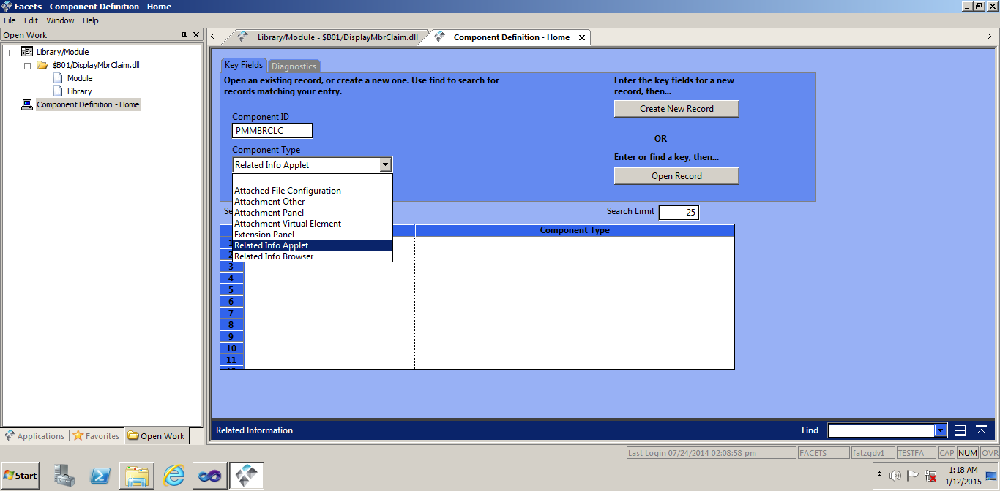 Facets - Component Definition - Home
File Edit Window Help
Open Work
Library/Module - $B01/DisplayMbrClaim.dll
Component Definition - Home
Library/Module
$B01/DisplayMbrClaim.dll
Module
Library
Component Definition - Home
Key Fields
Diagnostics
Open an existing record, or create a new one. Use find to search for
records matching your entry.
Enter the key fields for a new
record, then...
Create New Record
Component ID
PMMBRCLC
OR
Component Type
Related Info Applet
Enter or find a key, then...
Open Record
Attached File Configuration
Attachment Other
Attachment Panel
Attachment Virtual Element
Extension Panel
Related Info Applet
Related Info Browser
Search Limit 25
Component Type
3
4
5
6
7
8
9
10
11
Related Information
Find
Applications Favorites Open Work
Last Login 07/24/2014 02:08:58 pm FACETS fatzgdv1 TESTFA CAP NUM OVR
Start
1:18 AM
1/12/2015